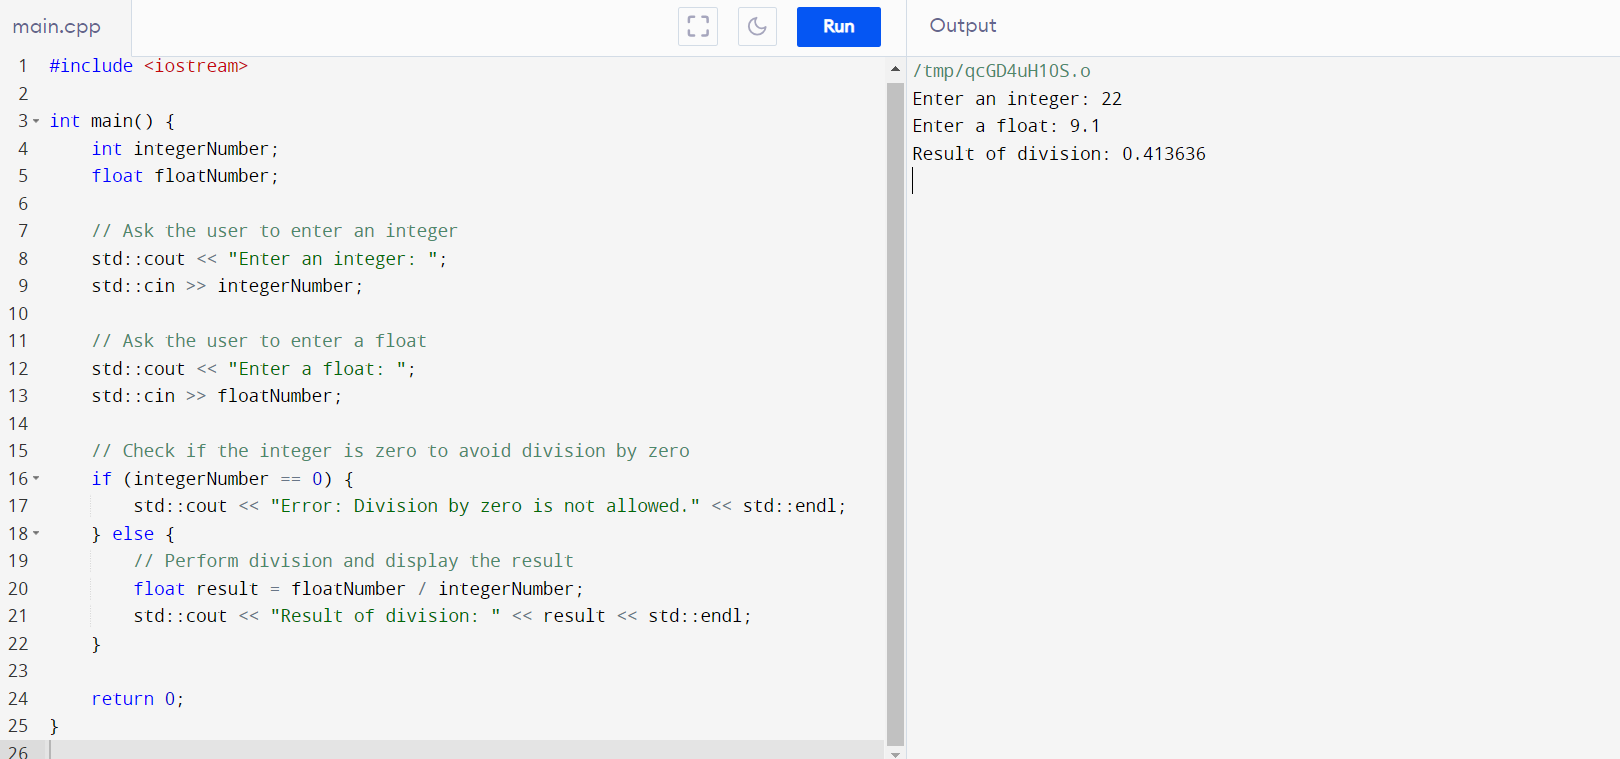 main.cpp
Run
1 #include <iostream>
2
3 int main() {
4     int integerNumber;
5     float floatNumber;
6
7     // Ask the user to enter an integer
8     std::cout << "Enter an integer: ";
9     std::cin >> integerNumber;
10
11     // Ask the user to enter a float
12     std::cout << "Enter a float: ";
13     std::cin >> floatNumber;
14
15     // Check if the integer is zero to avoid division by zero
16     if (integerNumber == 0) {
17         std::cout << "Error: Division by zero is not allowed." << std::endl;
18     } else {
19         // Perform division and display the result
20         float result = floatNumber / integerNumber;
21         std::cout << "Result of division: " << result << std::endl;
22     }
23
24     return 0;
25 }
26
Output
/tmp/qcGD4uH10S.o
Enter an integer: 22
Enter a float: 9.1
Result of division: 0.413636